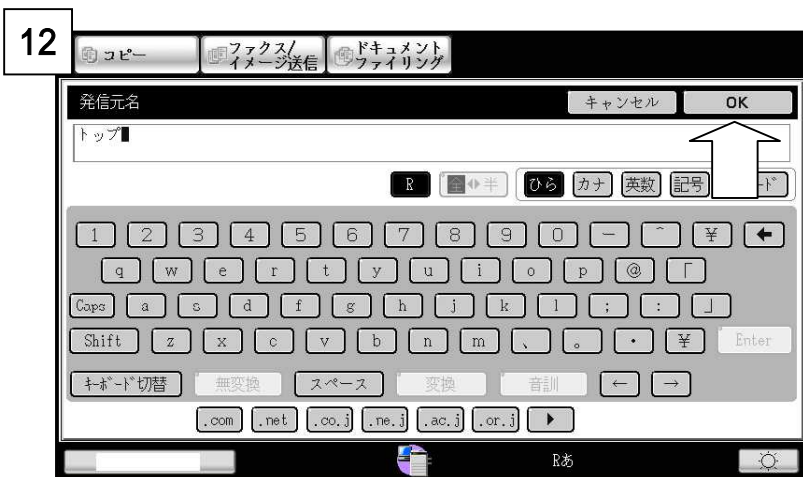 12
コピー
ファクス/
イメージ送信
ドキュメント
ファイリング
発信元名
キャンセル
OK
トップ
R 全 半 ひら カナ 英数 記号
1 2 3 4 5 6 7 8 9 0 - ^ ¥ ←
q w e r t y u i o p @ 「
Caps a s d f g h j k l ; : 」
Shift z x c v b n m 、 。 ・ ¥ Enter
キーボード切替 無変換 スペース 変換 音訓 ← →
.com .net .co.j .ne.j .ac.j .or.j
Rあ